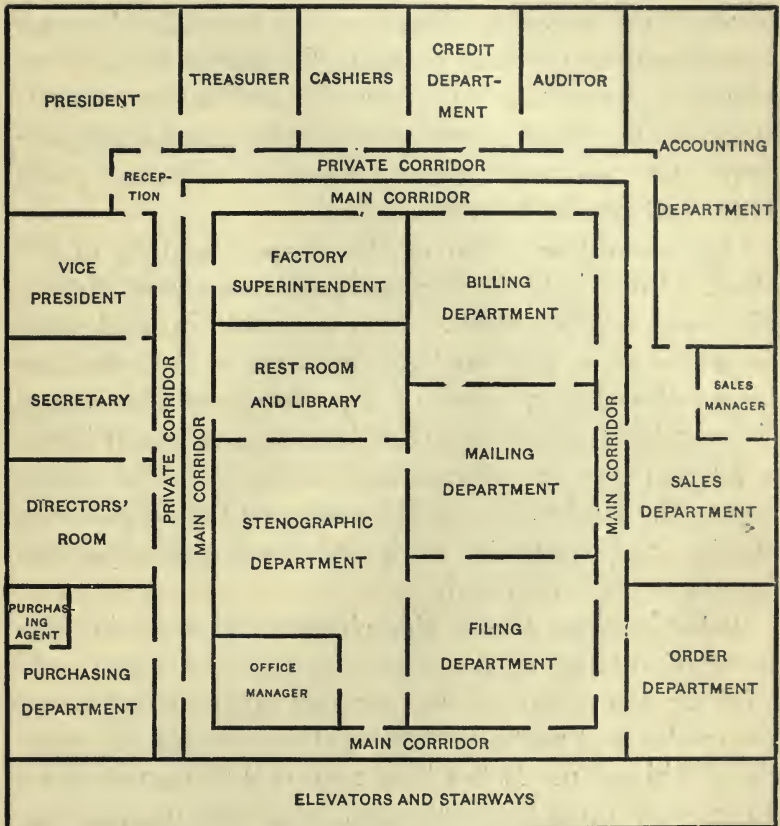 PRESIDENT
TREASURER
CASHIERS
CREDIT
DEPART-
MENT
AUDITOR
ACCOUNTING
DEPARTMENT
RECEP-
TION
PRIVATE CORRIDOR
MAIN CORRIDOR
VICE
PRESIDENT
FACTORY
SUPERINTENDENT
BILLING
DEPARTMENT
SECRETARY
PRIVATE CORRIDOR
MAIN CORRIDOR
REST ROOM
AND LIBRARY
MAILING
DEPARTMENT
MAIN CORRIDOR
SALES
MANAGER
SALES
DEPARTMENT
DIRECTORS'
ROOM
STENOGRAPHIC
DEPARTMENT
PURCHAS-
ING
AGENT
PURCHASING
DEPARTMENT
OFFICE
MANAGER
FILING
DEPARTMENT
ORDER
DEPARTMENT
MAIN CORRIDOR
ELEVATORS AND STAIRWAYS